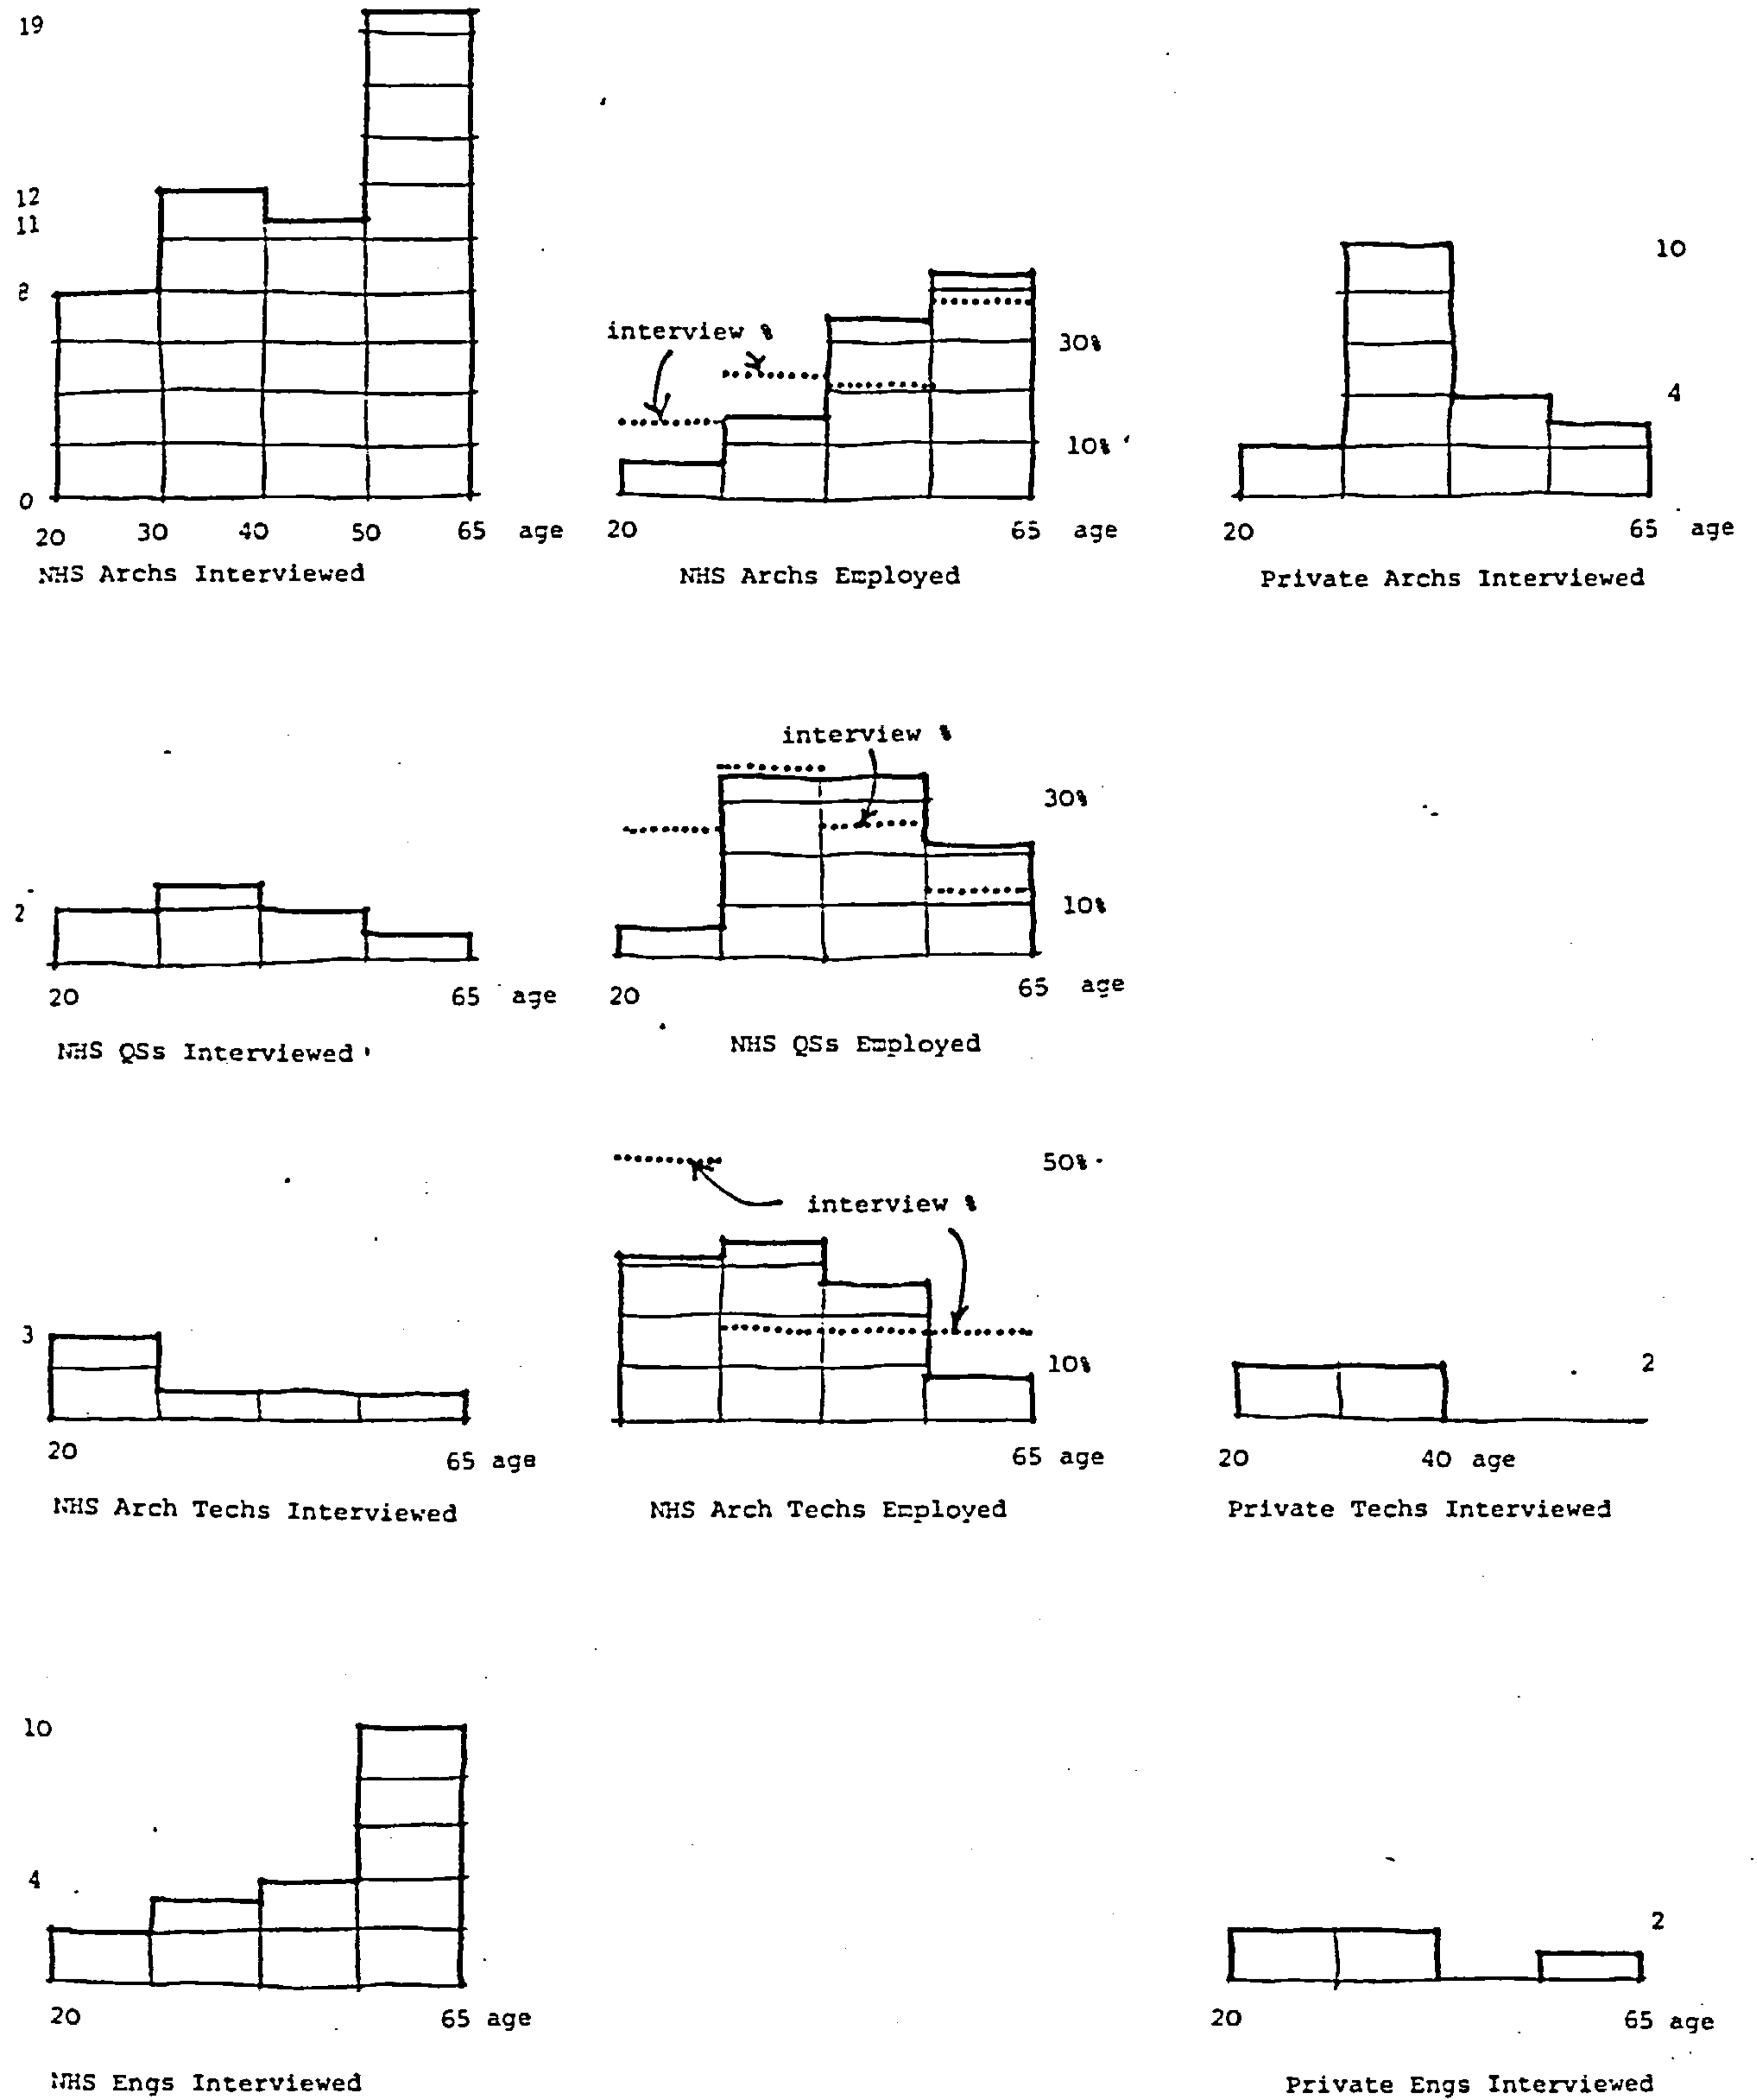 19
12
11
8
0
20 30 40 50 65 age
NHS Archs Interviewed
interview %
30%
10%
20 65 age
NHS Archs Employed
10
4
20 65 age
Private Archs Interviewed
2
20 65 age
NHS QSs Interviewed
interview %
30%
10%
20 65 age
NHS QSs Employed
3
20 65 age
NHS Arch Techs Interviewed
50%
interview %
10%
65 age
NHS Arch Techs Employed
2
20 40 age
Private Techs Interviewed
10
4
20 65 age
NHS Engs Interviewed
2
20 65 age
Private Engs Interviewed